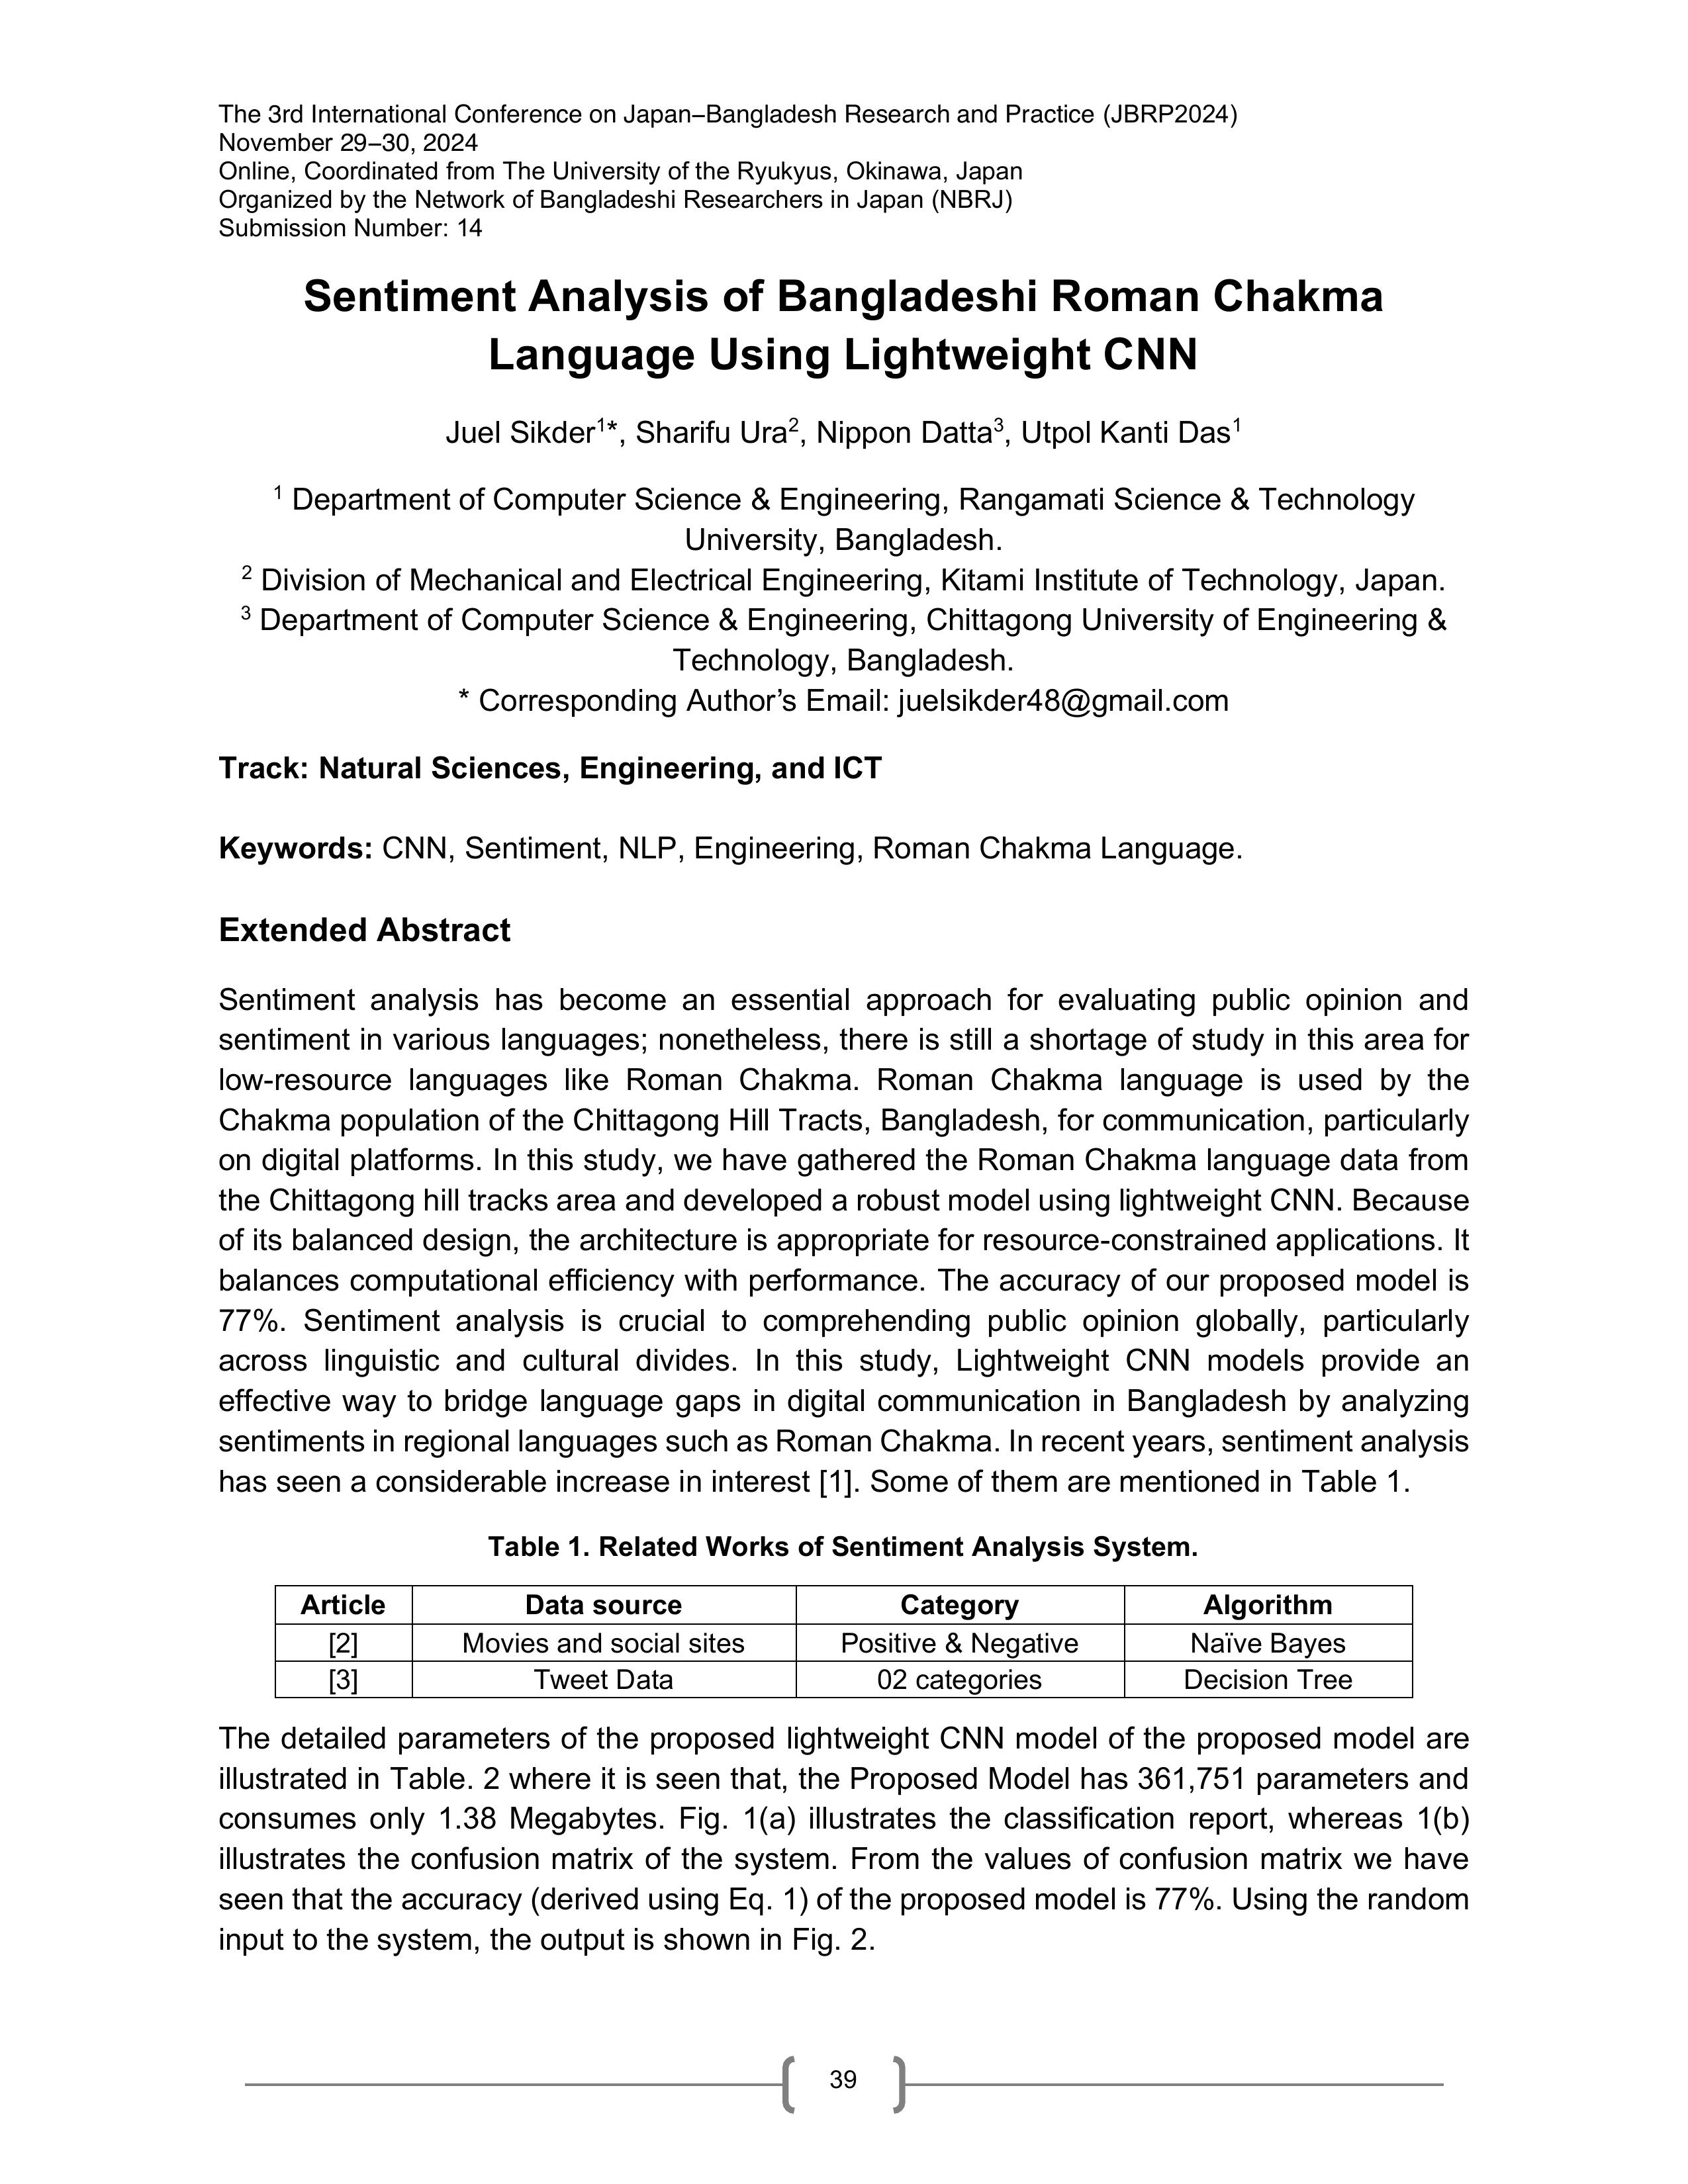 The 3rd International Conference on Japan–Bangladesh Research and Practice (JBRP2024)
November 29–30, 2024
Online, Coordinated from The University of the Ryukyus, Okinawa, Japan
Organized by the Network of Bangladeshi Researchers in Japan (NBRJ)
Submission Number: 14
Sentiment Analysis of Bangladeshi Roman Chakma
Language Using Lightweight CNN
Juel Sikder1*, Sharifu Ura2, Nippon Datta3, Utpol Kanti Das1
1 Department of Computer Science & Engineering, Rangamati Science & Technology
University, Bangladesh.
2 Division of Mechanical and Electrical Engineering, Kitami Institute of Technology, Japan.
3 Department of Computer Science & Engineering, Chittagong University of Engineering &
Technology, Bangladesh.
* Corresponding Author’s Email: juelsikder48@gmail.com
Track: Natural Sciences, Engineering, and ICT
Keywords: CNN, Sentiment, NLP, Engineering, Roman Chakma Language.
Extended Abstract
Sentiment analysis has become an essential approach for evaluating public opinion and
sentiment in various languages; nonetheless, there is still a shortage of study in this area for
low-resource languages like Roman Chakma. Roman Chakma language is used by the
Chakma population of the Chittagong Hill Tracts, Bangladesh, for communication, particularly
on digital platforms. In this study, we have gathered the Roman Chakma language data from
the Chittagong hill tracks area and developed a robust model using lightweight CNN. Because
of its balanced design, the architecture is appropriate for resource-constrained applications. It
balances computational efficiency with performance. The accuracy of our proposed model is
77%. Sentiment analysis is crucial to comprehending public opinion globally, particularly
across linguistic and cultural divides. In this study, Lightweight CNN models provide an
effective way to bridge language gaps in digital communication in Bangladesh by analyzing
sentiments in regional languages such as Roman Chakma. In recent years, sentiment analysis
has seen a considerable increase in interest [1]. Some of them are mentioned in Table 1.
Table 1. Related Works of Sentiment Analysis System.
Article Data source Category Algorithm
[2] Movies and social sites Positive & Negative Naïve Bayes
[3] Tweet Data 02 categories Decision Tree
The detailed parameters of the proposed lightweight CNN model of the proposed model are
illustrated in Table. 2 where it is seen that, the Proposed Model has 361,751 parameters and
consumes only 1.38 Megabytes. Fig. 1(a) illustrates the classification report, whereas 1(b)
illustrates the confusion matrix of the system. From the values of confusion matrix we have
seen that the accuracy (derived using Eq. 1) of the proposed model is 77%. Using the random
input to the system, the output is shown in Fig. 2.
39